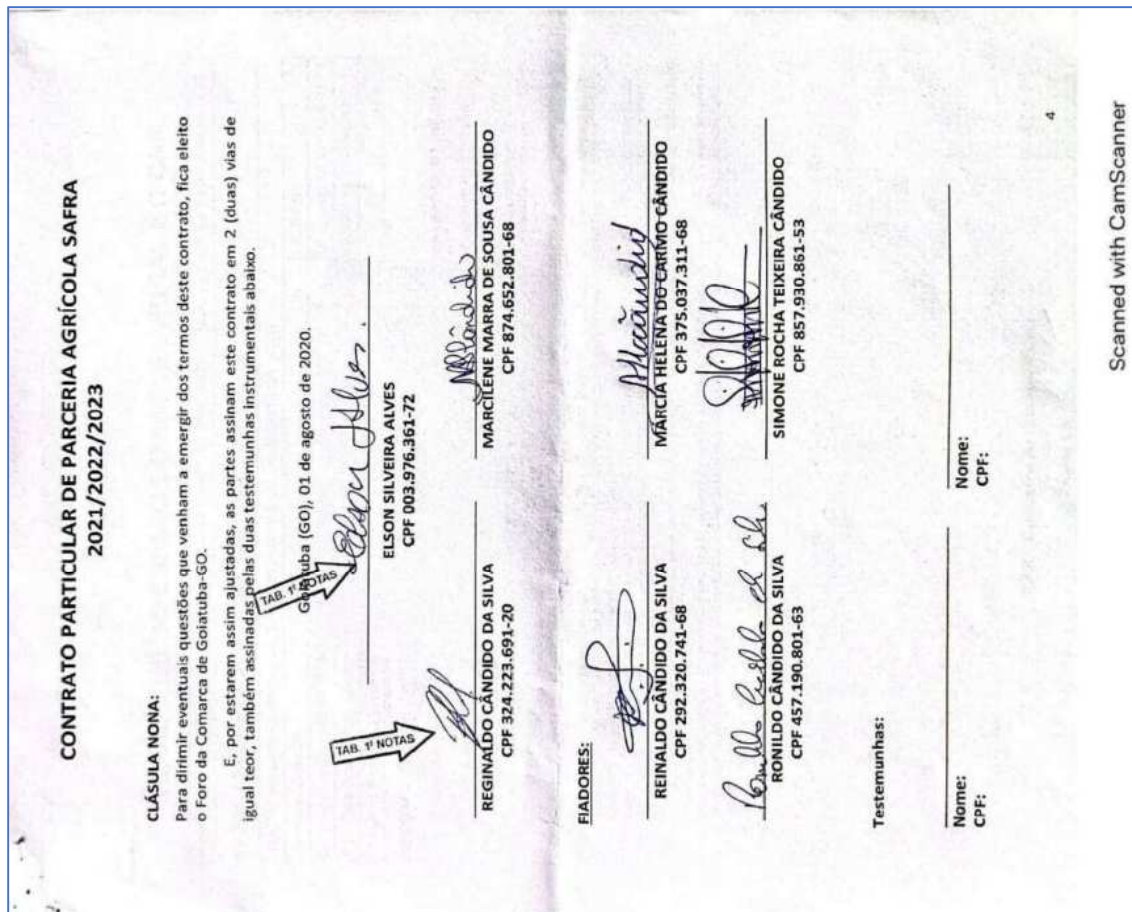 CONTRATO PARTICULAR DE PARCERIA AGRÍCOLA SAFRA
2021/2022/2023
CLÁSULA NONA:
Para dirimir eventuais questões que venham a emergir dos termos deste contrato, fica eleito
o Foro da Comarca de Goiatuba-GO.
E, por estarem assim ajustadas, as partes assinam este contrato em 2 (duas) vias de
igual teor, também assinadas pelas duas testemunhas instrumentais abaixo.
TAB. 1º NOTAS
Goiatuba (GO), 01 de agosto de 2020.
Elson Alves.
ELSON SILVEIRA ALVES
CPF 003.976.361-72
TAB. 1º NOTAS
REGINALDO CÂNDIDO DA SILVA
CPF 324.223.691-20
MARCILENE MARRA DE SOUSA CÂNDIDO
CPF 874.652.801-68
FIADORES:
REINALDO CÂNDIDO DA SILVA
CPF 292.320.741-68
MÁRCIA HELENA DO CARMO CÂNDIDO
CPF 375.037.311-68
RONILDO CÂNDIDO DA SILVA
CPF 457.190.801-63
SIMONE ROCHA TEIXEIRA CÂNDIDO
CPF 857.930.861-53
Testemunhas:
Nome:
CPF:
Nome:
CPF:
4
Scanned with CamScanner